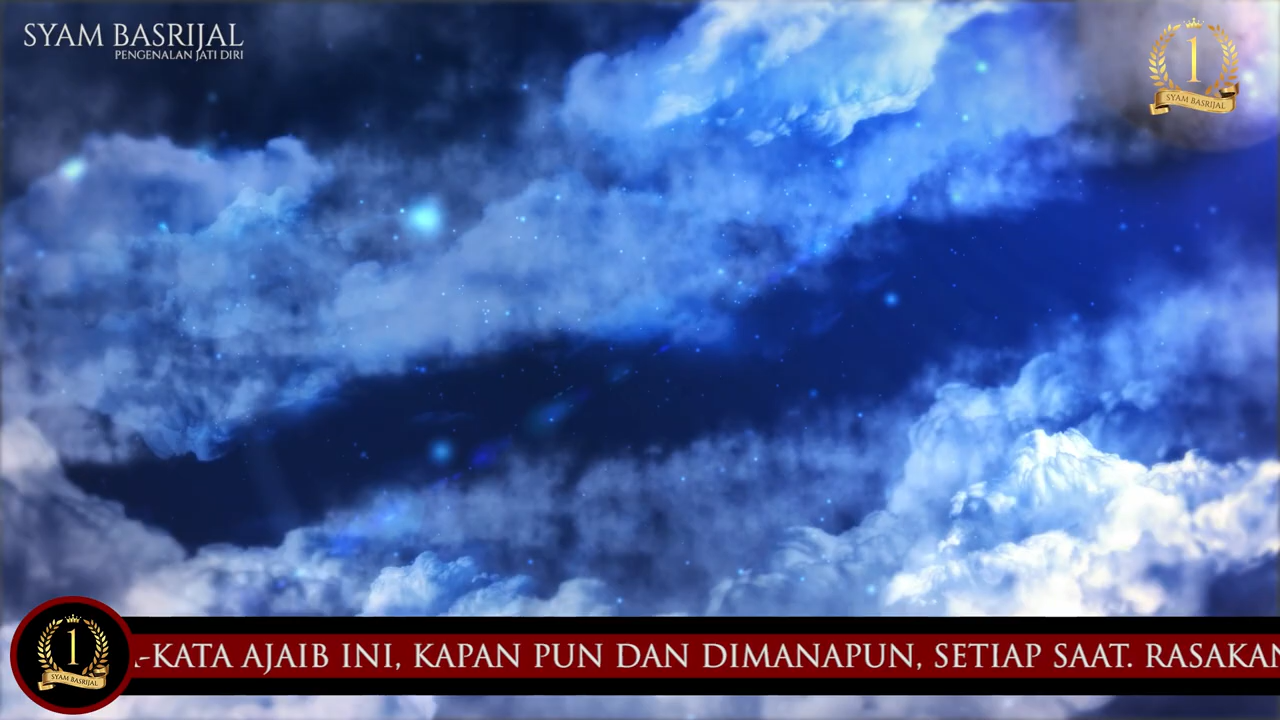 SYAM BASRIJAL
PENGENALAN JATI DIRI
1
SYAM BASRIJAL
1
SYAM BASRIJAL
-KATA AJAIB INI, KAPAN PUN DAN DIMANAPUN, SETIAP SAAT. RASAKAN